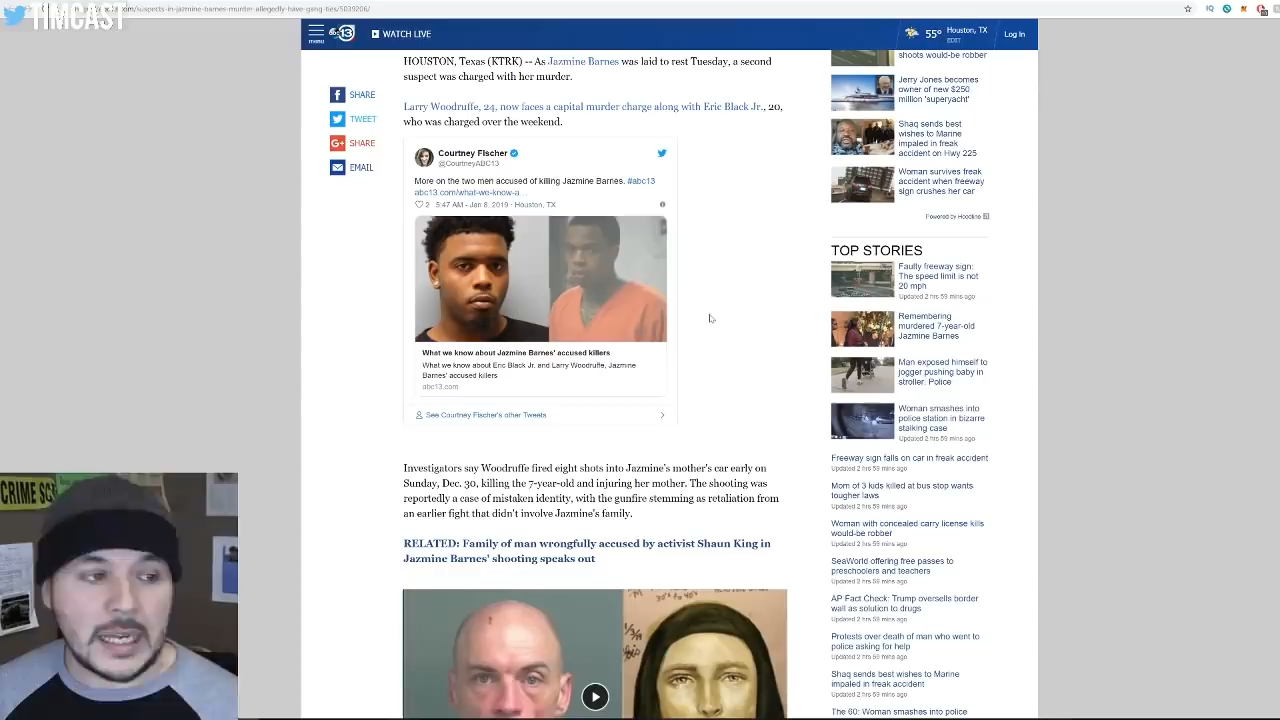 .com/suspects-in-jazmine-barnes-murder-allegedly-have-gang-ties/5039206/
TIMCAST
menu
abc 13
WATCH LIVE
55° Houston, TX
EDIT
Log In
HOUSTON, Texas (KTRK) -- As Jazmine Barnes was laid to rest Tuesday, a second
suspect was charged with her murder.
Larry Woodruffe, 24, now faces a capital murder charge along with Eric Black Jr., 20,
who was charged over the weekend.
SHARE
TWEET
SHARE
EMAIL
Courtney Fischer
@CourtneyABC13
More on the two men accused of killing Jazmine Barnes. #abc13
abc13.com/what-we-know-a…
2 5:47 AM - Jan 8, 2019 · Houston, TX
What we know about Jazmine Barnes' accused killers
What we know about Eric Black Jr. and Larry Woodruffe, Jazmine
Barnes' accused killers
abc13.com
See Courtney Fischer's other Tweets
Investigators say Woodruffe fired eight shots into Jazmine's mother's car early on
Sunday, Dec. 30, killing the 7-year-old and injuring her mother. The shooting was
reportedly a case of mistaken identity, with the gunfire stemming as retaliation from
an earlier fight that didn't involve Jazmine's family.
RELATED: Family of man wrongfully accused by activist Shaun King in
Jazmine Barnes' shooting speaks out
shoots would-be robber
Jerry Jones becomes
owner of new $250
million 'superyacht'
Shaq sends best
wishes to Marine
impaled in freak
accident on Hwy 225
Woman survives freak
accident when freeway
sign crushes her car
Powered by Hoodline
TOP STORIES
Faulty freeway sign:
The speed limit is not
20 mph
Updated 2 hrs 59 mins ago
Remembering
murdered 7-year-old
Jazmine Barnes
Man exposed himself to
jogger pushing baby in
stroller: Police
Woman smashes into
police station in bizarre
stalking case
Updated 2 hrs 59 mins ago
Freeway sign falls on car in freak accident
Updated 2 hrs 59 mins ago
Mom of 3 kids killed at bus stop wants
tougher laws
Updated 2 hrs 59 mins ago
Woman with concealed carry license kills
would-be robber
Updated 2 hrs 59 mins ago
SeaWorld offering free passes to
preschoolers and teachers
Updated 2 hrs 59 mins ago
AP Fact Check: Trump oversells border
wall as solution to drugs
Updated 2 hrs 59 mins ago
Protests over death of man who went to
police asking for help
Updated 2 hrs 59 mins ago
Shaq sends best wishes to Marine
impaled in freak accident
Updated 2 hrs 59 mins ago
The 60: Woman smashes into police
CRIME SC